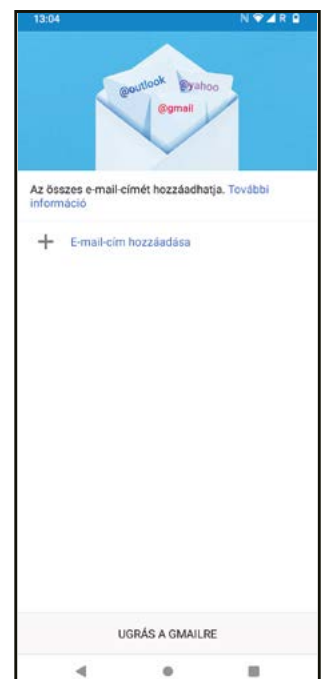 13:04
N
R
@outlook
@yahoo
@gmail
Az összes e-mail-címét hozzáadhatja. További
információ
E-mail-cím hozzáadása
UGRÁS A GMAILRE